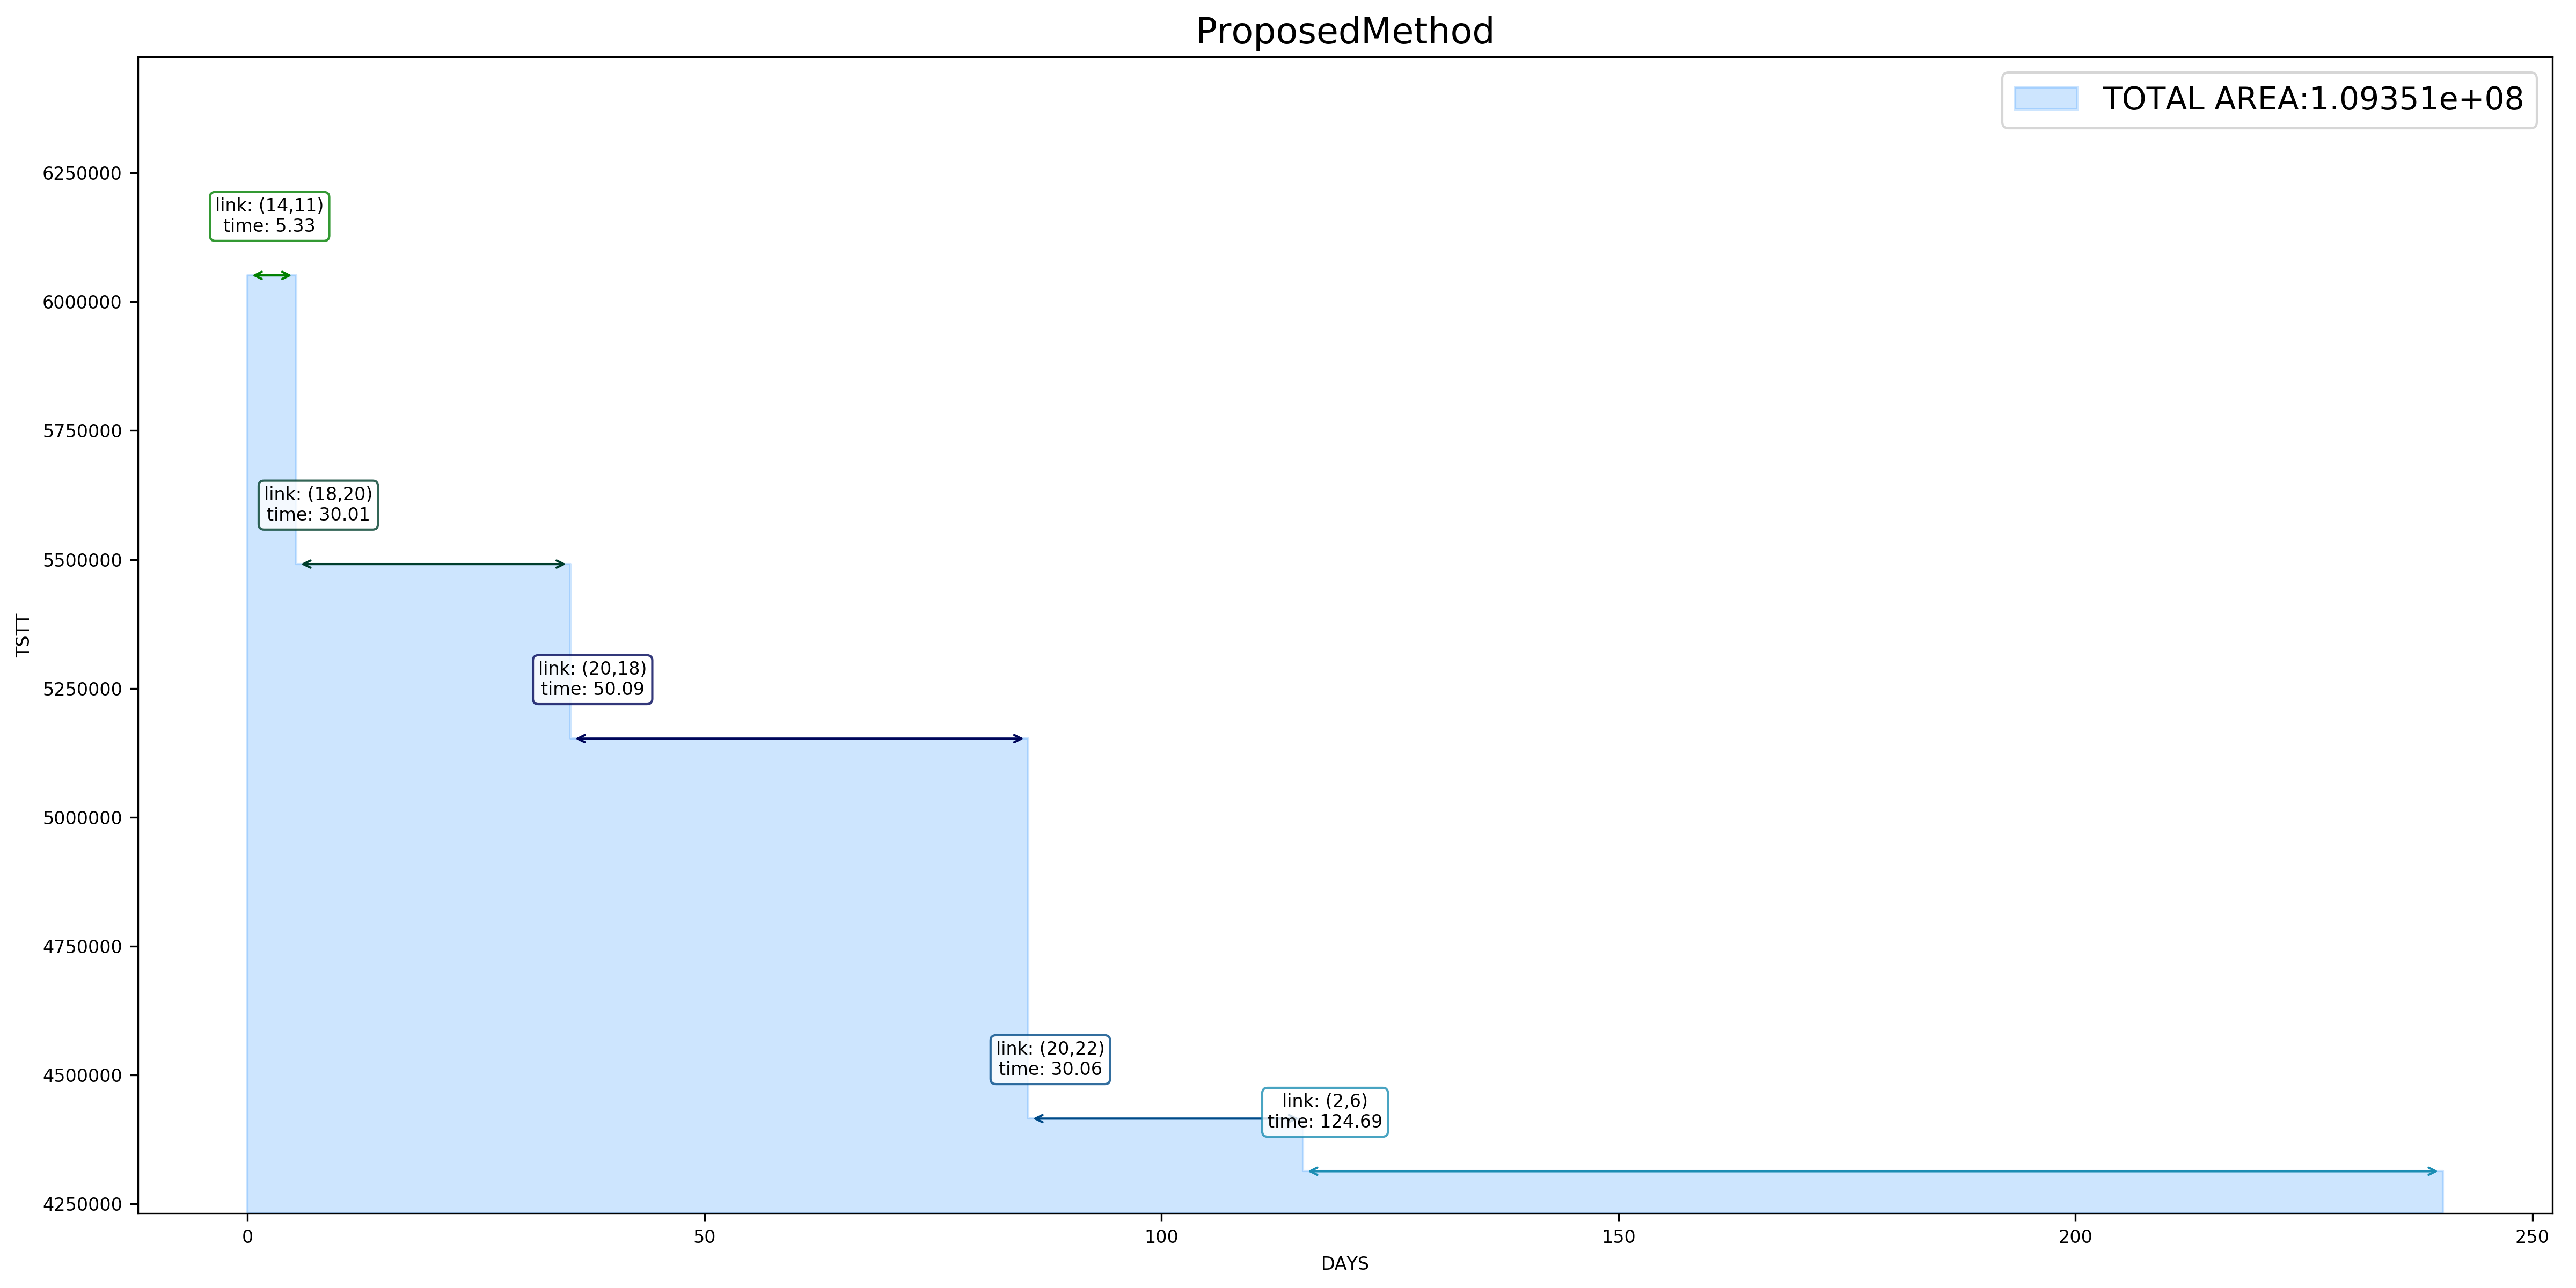 ProposedMethod
TOTAL AREA:1.09351e+08
6250000
link: (14,11)
time: 5.33
6000000
5750000
link: (18,20)
time: 30.01
5500000
link: (20,18)
time: 50.09
5250000
TSTT
5000000
4750000
link: (20,22)
time: 30.06
4500000
link: (2,6)
time: 124.69
4250000
0 50 100 150 200 250
DAYS